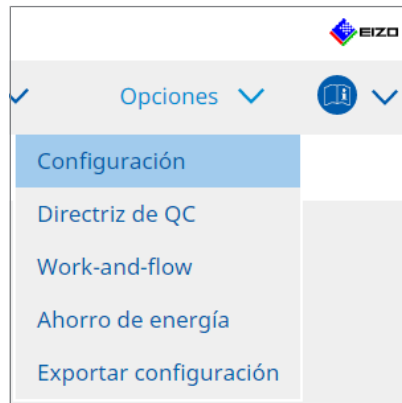 EIZO
Opciones
Configuración
Directriz de QC
Work-and-flow
Ahorro de energía
Exportar configuración